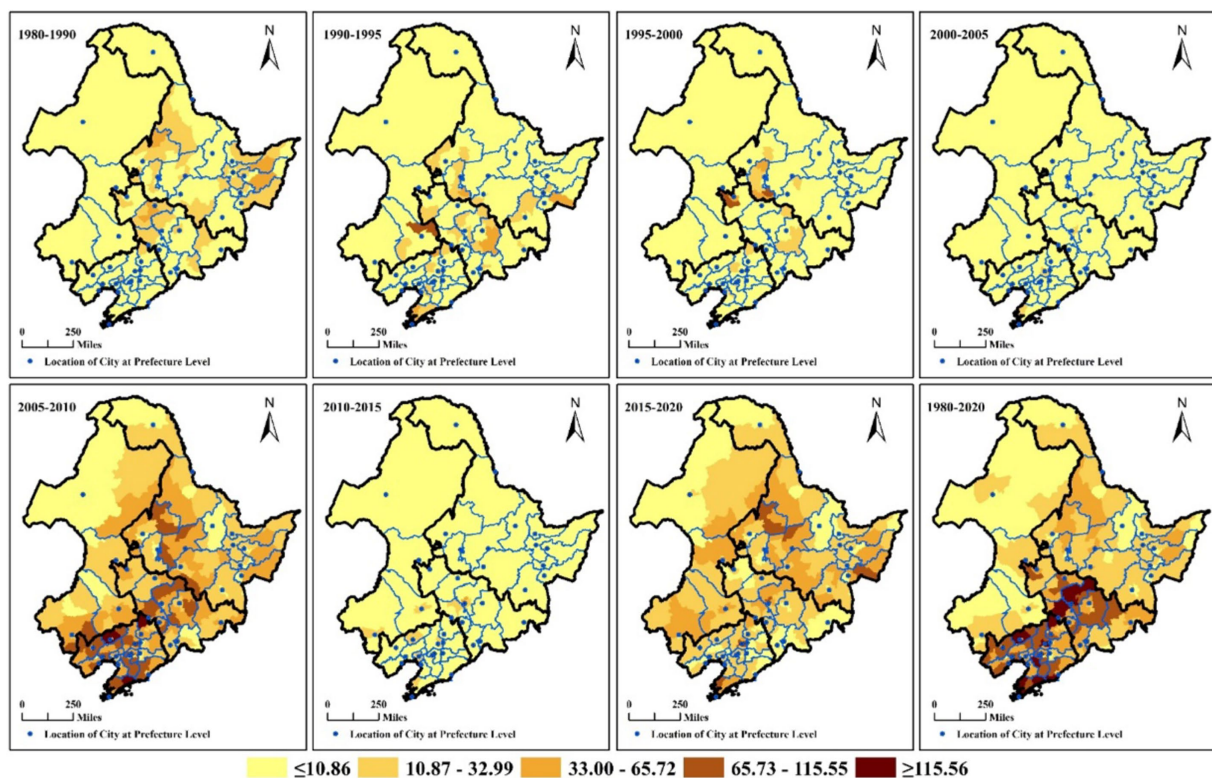 1980-1990
N
0 250
Miles
Location of City at Prefecture Level
1990-1995
N
0 250
Miles
Location of City at Prefecture Level
1995-2000
N
0 250
Miles
Location of City at Prefecture Level
2000-2005
N
0 250
Miles
Location of City at Prefecture Level
2005-2010
N
0 250
Miles
Location of City at Prefecture Level
2010-2015
N
0 250
Miles
Location of City at Prefecture Level
2015-2020
N
0 250
Miles
Location of City at Prefecture Level
1980-2020
N
0 250
Miles
Location of City at Prefecture Level
≤10.86 10.87 - 32.99 33.00 - 65.72 65.73 - 115.55 ≥115.56